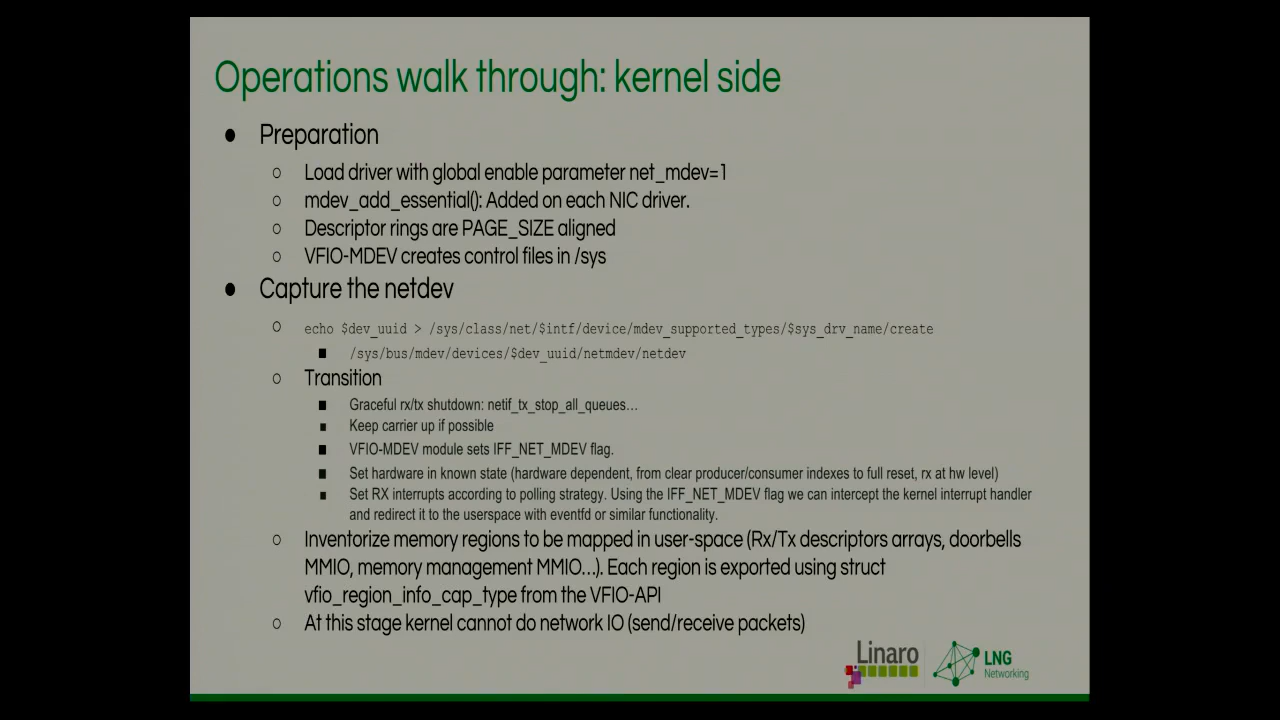 Operations walk through: kernel side
● Preparation
○ Load driver with global enable parameter net_mdev=1
○ mdev_add_essential(): Added on each NIC driver.
○ Descriptor rings are PAGE_SIZE aligned
○ VFIO-MDEV creates control files in /sys
● Capture the netdev
○ echo $dev_uuid > /sys/class/net/$intf/device/mdev_supported_types/$sys_drv_name/create
■ /sys/bus/mdev/devices/$dev_uuid/netmdev/netdev
○ Transition
■ Graceful rx/tx shutdown: netif_tx_stop_all_queues…
■ Keep carrier up if possible
■ VFIO-MDEV module sets IFF_NET_MDEV flag.
■ Set hardware in known state (hardware dependent, from clear producer/consumer indexes to full reset, rx at hw level)
■ Set RX interrupts according to polling strategy. Using the IFF_NET_MDEV flag we can intercept the kernel interrupt handler
and redirect it to the userspace with eventfd or similar functionality.
○ Inventorize memory regions to be mapped in user-space (Rx/Tx descriptors arrays, doorbells
MMIO, memory management MMIO…). Each region is exported using struct
vfio_region_info_cap_type from the VFIO-API
○ At this stage kernel cannot do network IO (send/receive packets)
Linaro
LNG
Networking